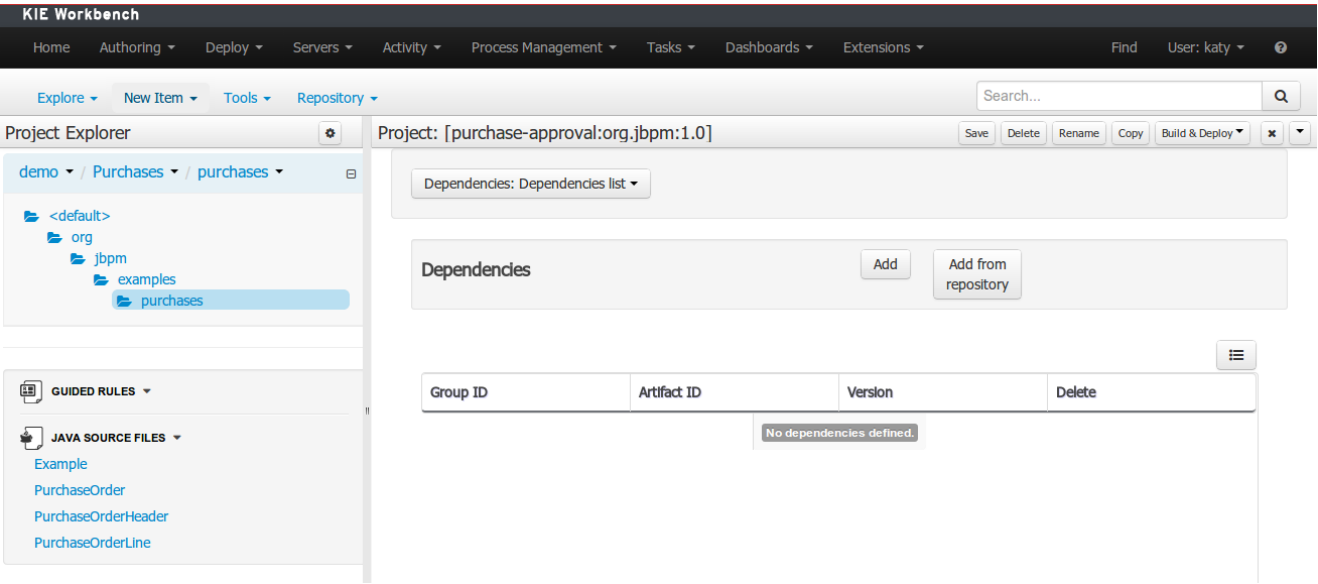 KIE Workbench
Home Authoring Deploy Servers Activity Process Management Tasks Dashboards Extensions Find User: katy
Explore New Item Tools Repository Search...
Project Explorer Project: [purchase-approval:org.jbpm:1.0] Save Delete Rename Copy Build & Deploy
demo / Purchases / purchases
Dependencies: Dependencies list
<default>
org
jbpm
examples
purchases
Dependencies Add Add from
repository
GUIDED RULES
Group ID Artifact ID Version Delete
No dependencies defined.
JAVA SOURCE FILES
Example
PurchaseOrder
PurchaseOrderHeader
PurchaseOrderLine